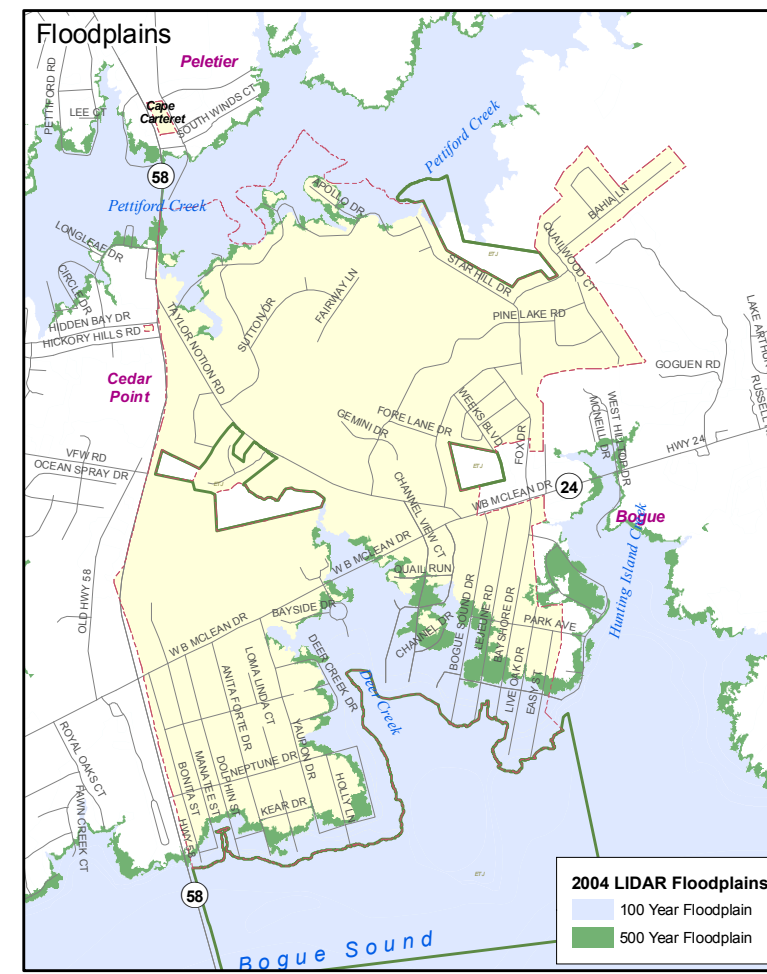 Floodplains
Peletier
PETTIFORD RD
LEE CT
Cape
Carteret
SOUTH WINDS CT
58
Pettiford Creek
Pettiford Creek
APOLLO DR
BAHIA LN
QUAILWOOD CT
ETJ
STAR HILL DR
LONGLEAF DR
CIRCLE DR
HIDDEN BAY DR
HICKORY HILLS RD
TAYLOR NOTION RD
SUTTON DR
FAIRWAY LN
PINE LAKE RD
GOGUEN RD
LAKE ARTHUR
RUSSELL
Cedar
Point
GEMINI DR
FORE LANE DR
WEEKS BLVD
FOX DR
WEST HILLTOP DR
MCNEILL DR
HWY 24
VFW RD
OCEAN SPRAY DR
ETJ
ETJ
24
WB MCLEAN DR
CHANNEL VIEW CT
Bogue
Hunting Island Creek
W B MCLEAN DR
QUAIL RUN
OLD HWY 58
BAYSIDE DR
CHANNEL DR
BOGUE SOUND DR
LEJEUNE RD
BAYSHORE DR
PARK AVE
W B MCLEAN DR
DEER CREEK DR
Deer Creek
LIVE OAK DR
EASY ST
LOMA LINDA CT
ANITA FORTE DR
YAUPON DR
NEPTUNE DR
HOLLY LN
KEAR DR
DOLPHIN ST
MANATEE ST
BONITA ST
HWY 58
ROYAL OAKS CT
FAWN CREEK CT
58
ETJ
Bogue Sound
2004 LIDAR Floodplains
100 Year Floodplain
500 Year Floodplain